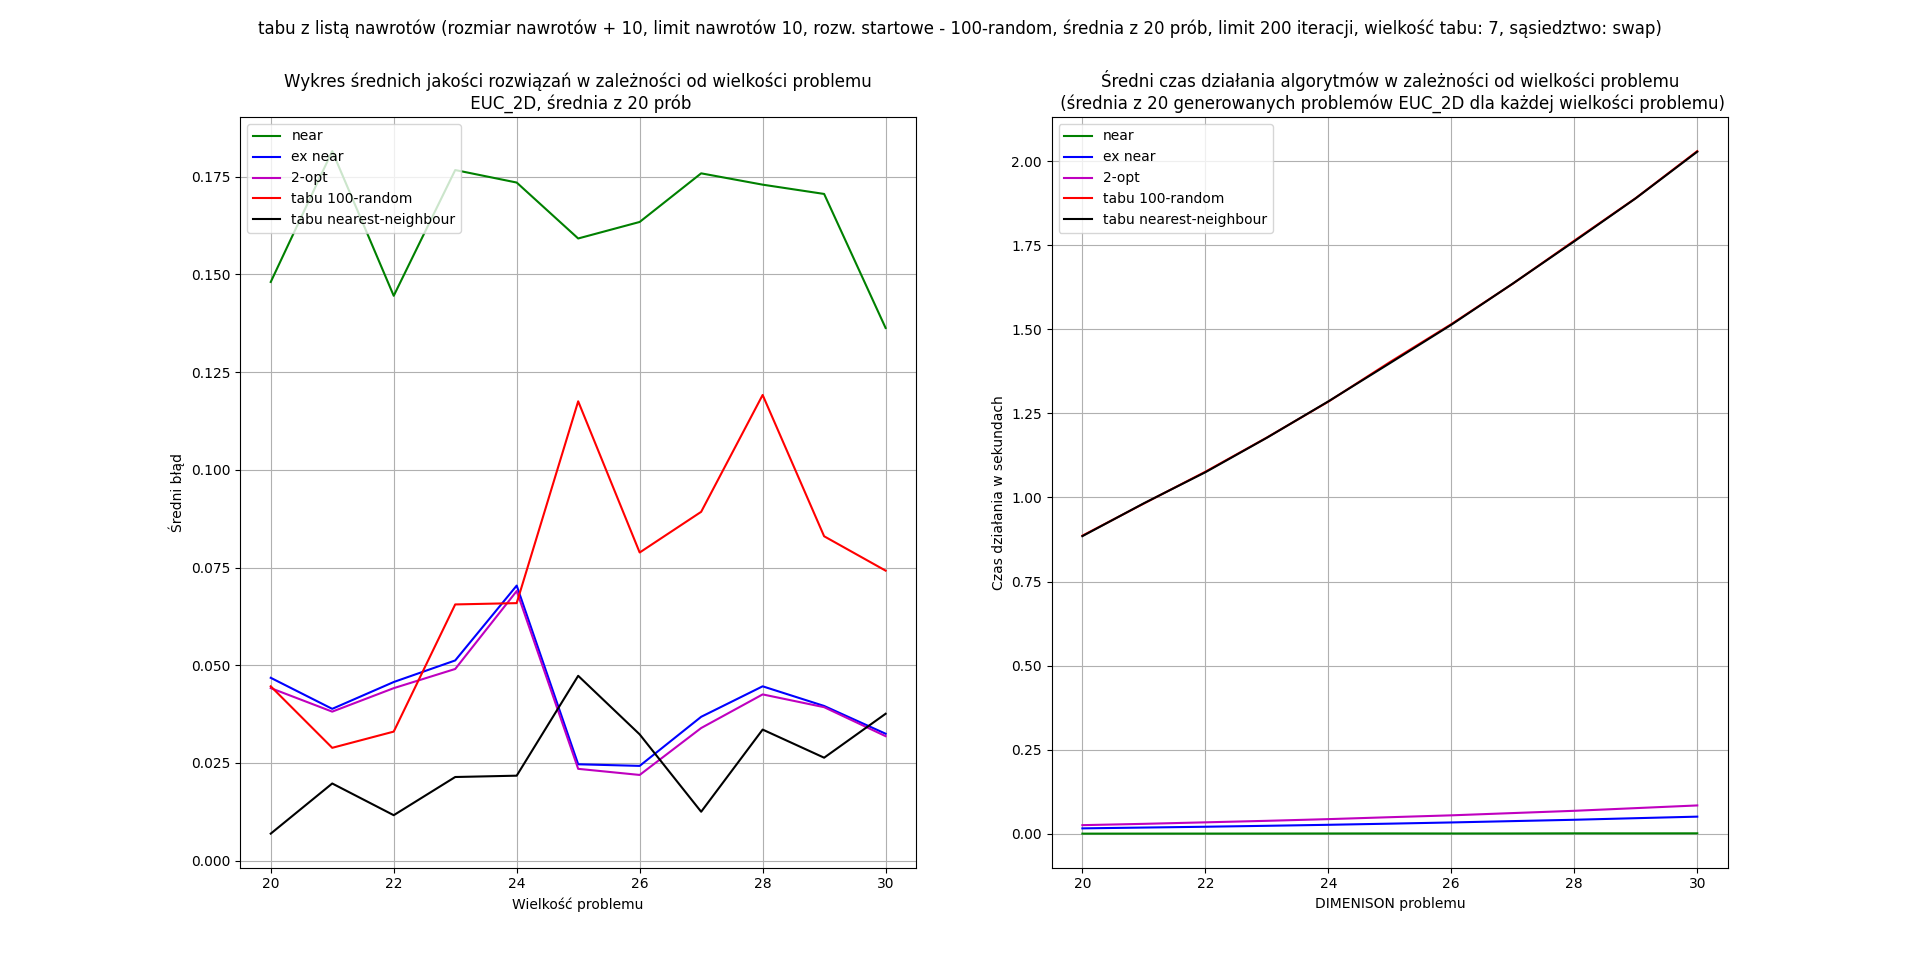 tabu z listą nawrotów (rozmiar nawrotów + 10, limit nawrotów 10, rozw. startowe - 100-random, średnia z 20 prób, limit 200 iteracji, wielkość tabu: 7, sąsiedztwo: swap)
Wykres średnich jakości rozwiązań w zależności od wielkości problemu
EUC_2D, średnia z 20 prób
near
ex near
2-opt
tabu 100-random
tabu nearest-neighbour
0.175
0.150
0.125
0.100
0.075
0.050
0.025
0.000
Średni błąd
20 22 24 26 28 30
Wielkość problemu
Średni czas działania algorytmów w zależności od wielkości problemu
(średnia z 20 generowanych problemów EUC_2D dla każdej wielkości problemu)
near
ex near
2-opt
tabu 100-random
tabu nearest-neighbour
2.00
1.75
1.50
1.25
1.00
0.75
0.50
0.25
0.00
Czas działania w sekundach
20 22 24 26 28 30
DIMENISON problemu